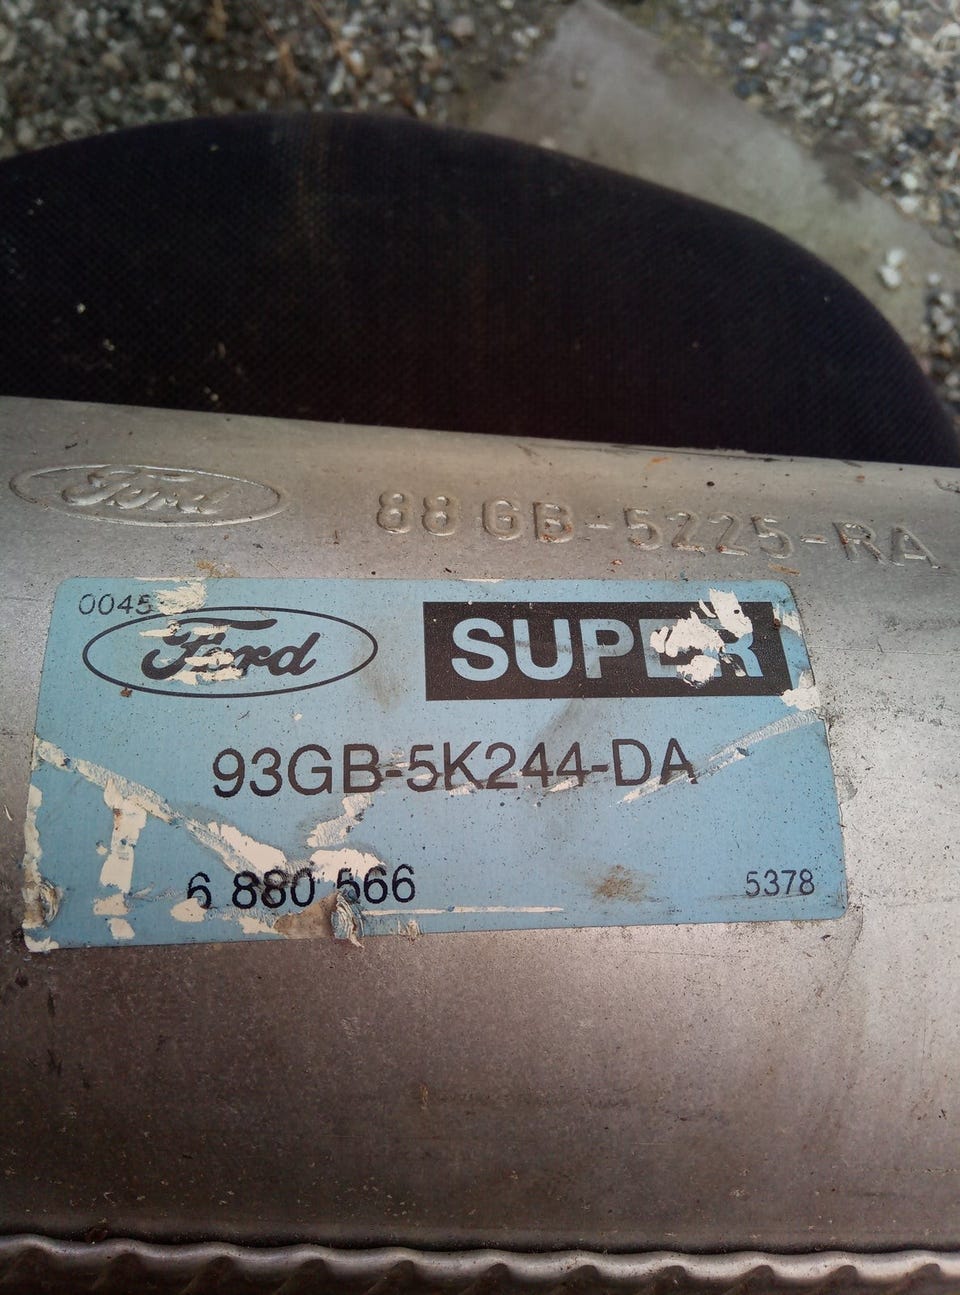 Ford 88GB-5225-RA
0045
Ford SUPER
93GB-5K244-DA
6 880 566 5378